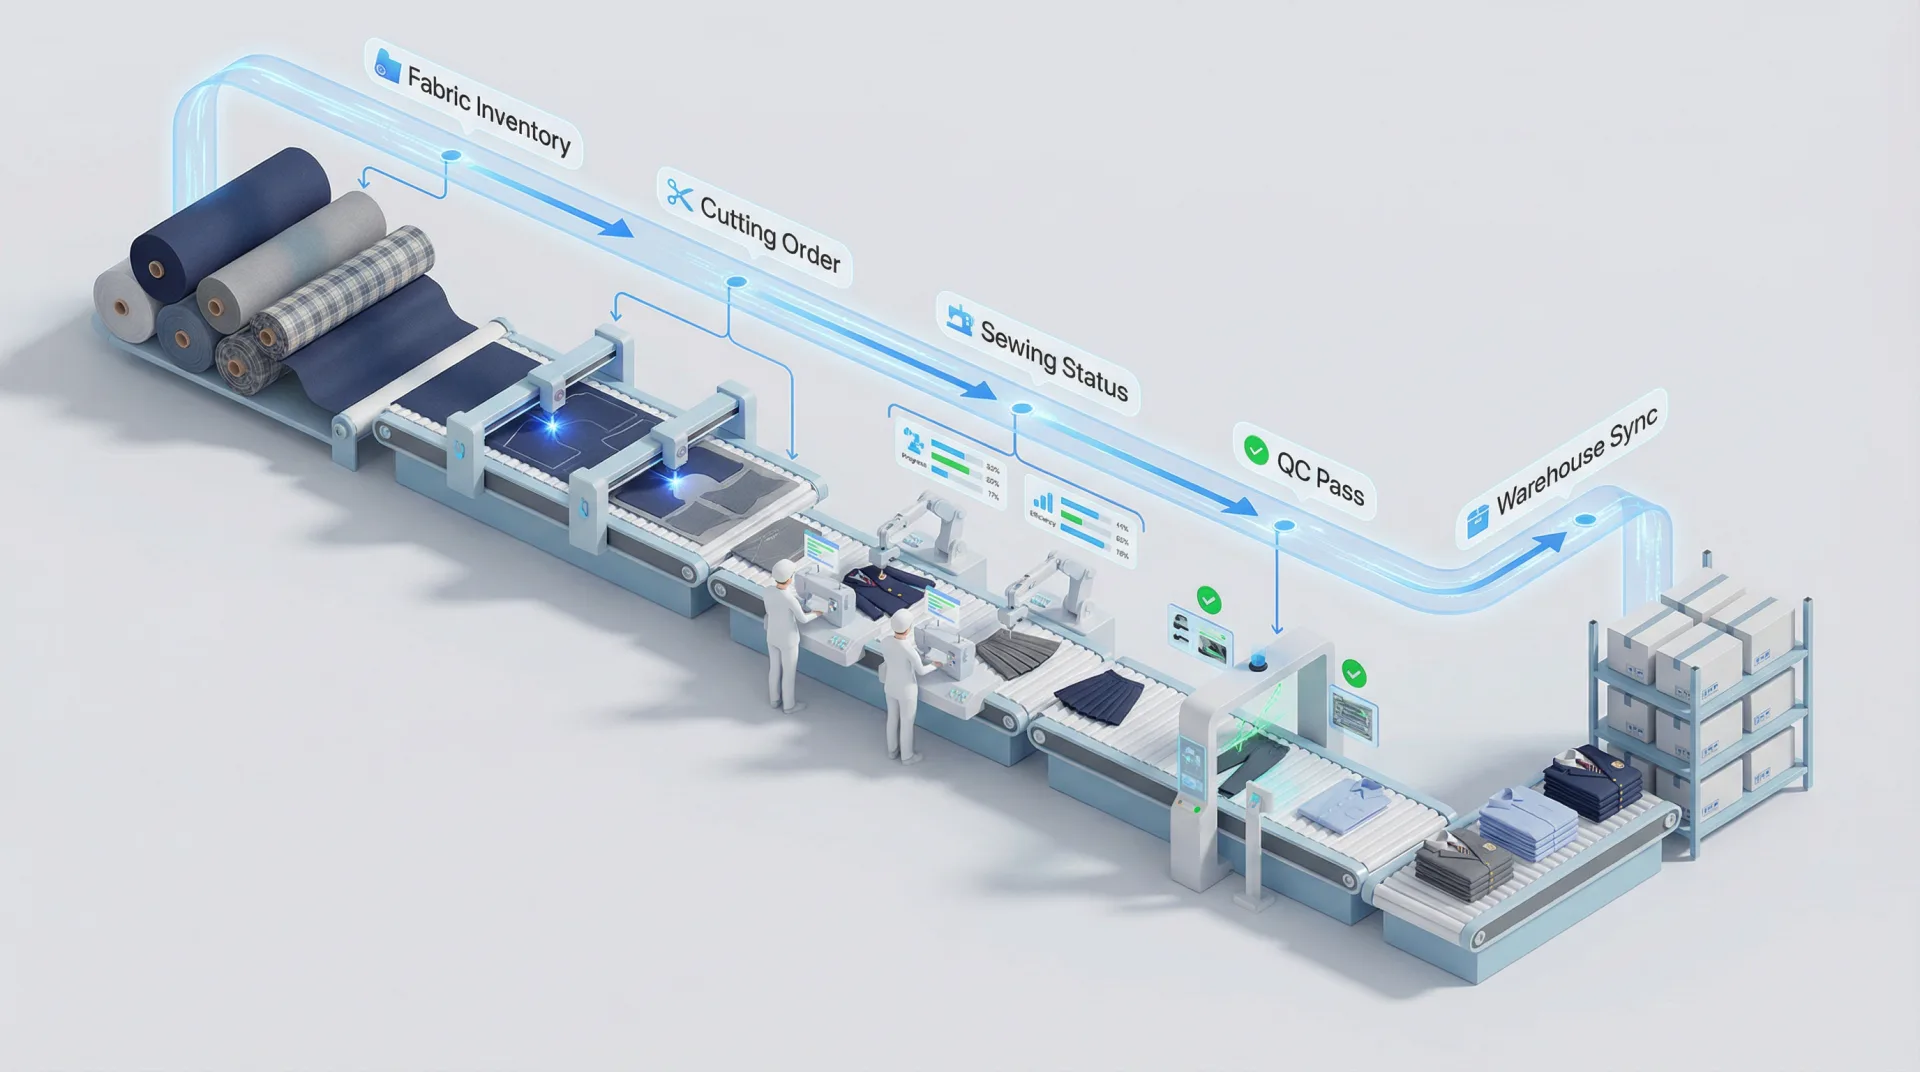 Fabric Inventory
Cutting Order
Sewing Status
Progress
Efficiency
QC Pass
Warehouse Sync